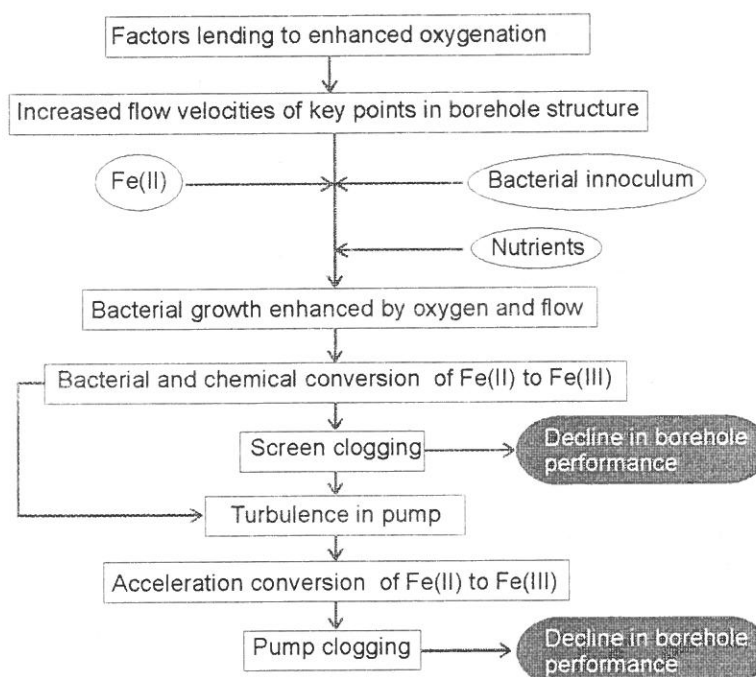 Factors lending to enhanced oxygenation
Increased flow velocities of key points in borehole structure
Fe(II)
Bacterial innoculum
Nutrients
Bacterial growth enhanced by oxygen and flow
Bacterial and chemical conversion of Fe(II) to Fe(III)
Screen clogging
Decline in borehole
performance
Turbulence in pump
Acceleration conversion of Fe(II) to Fe(III)
Pump clogging
Decline in borehole
performance